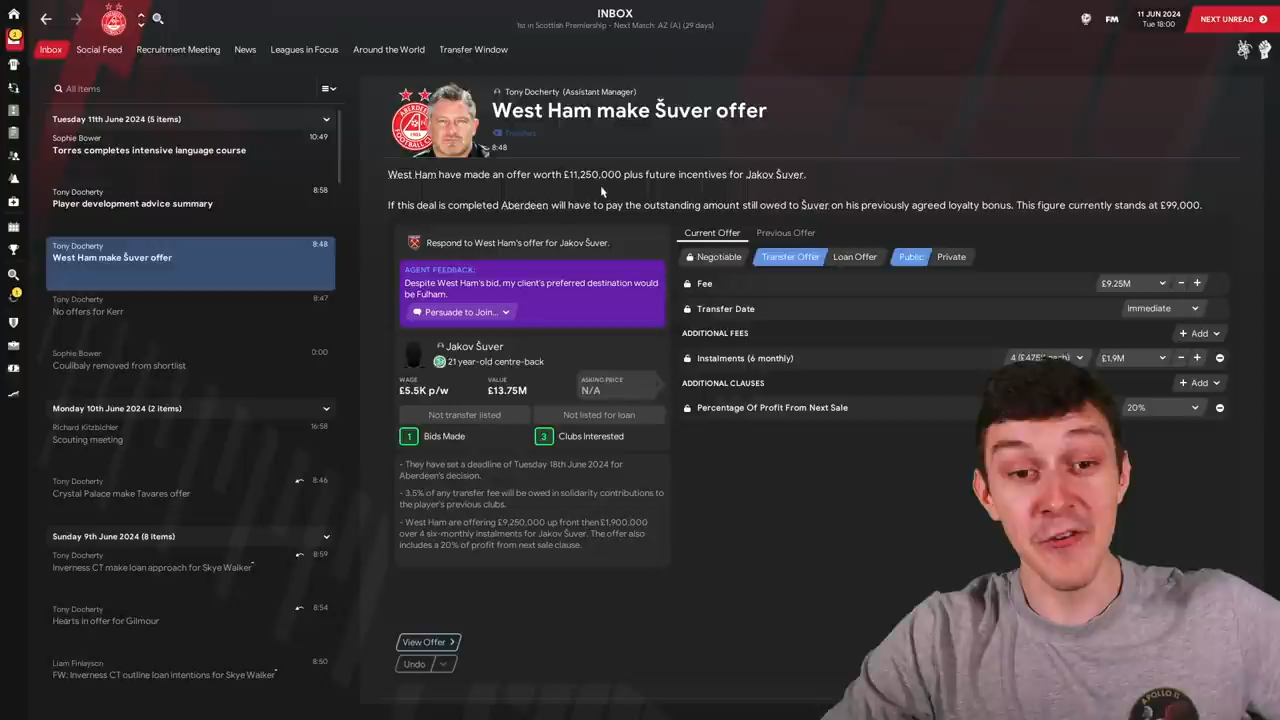 INBOX
1st in Scottish Premiership - Next Match: AZ (A) (29 days)
FM
11 JUN 2024
Tue 18:00
NEXT UNREAD
Inbox
Social Feed
Recruitment Meeting
News
Leagues in Focus
Around the World
Transfer Window
All Items
Tuesday 11th June 2024 (5 items)
Sophie Bower 10:49
Torres completes intensive language course
Tony Docherty 8:58
Player development advice summary
Tony Docherty 8:48
West Ham make Šuver offer
Tony Docherty 8:47
No offers for Kerr
Sophie Bower 0:00
Coulibaly removed from shortlist
Monday 10th June 2024 (2 items)
Richard Kitzbichler 16:58
Scouting meeting
Tony Docherty 8:46
Crystal Palace make Tavares offer
Sunday 9th June 2024 (8 items)
Tony Docherty 8:59
Inverness CT make loan approach for Skye Walker
Tony Docherty 8:54
Hearts in offer for Gilmour
Liam Finlayson 8:50
FW: Inverness CT outline loan intentions for Skye Walker
Tony Docherty (Assistant Manager)
West Ham make Šuver offer
Transfers
8:48
West Ham have made an offer worth £11,250,000 plus future incentives for Jakov Šuver.
If this deal is completed Aberdeen will have to pay the outstanding amount still owed to Šuver on his previously agreed loyalty bonus. This figure currently stands at £99,000.
Respond to West Ham's offer for Jakov Šuver.
AGENT FEEDBACK:
Despite West Ham's bid, my client's preferred destination would
be Fulham.
Persuade to Join...
Jakov Šuver
21 year-old centre-back
WAGE
£5.5K p/w
VALUE
£13.75M
ASKING PRICE
N/A
Not transfer listed
Not listed for loan
1 Bids Made
3 Clubs Interested
- They have set a deadline of Tuesday 18th June 2024 for
Aberdeen's decision.
- 3.5% of any transfer fee will be owed in solidarity contributions to
the player's previous clubs.
- West Ham are offering £9,250,000 up front then £1,900,000
over 4 six-monthly instalments for Jakov Šuver. The offer also
includes a 20% of profit from next sale clause.
View Offer
Undo
Current Offer
Previous Offer
Negotiable
Transfer Offer
Loan Offer
Public
Private
Fee £9.25M
Transfer Date Immediate
ADDITIONAL FEES + Add
Instalments (6 monthly) 4 (£475K each) £1.9M
ADDITIONAL CLAUSES + Add
Percentage Of Profit From Next Sale 20%